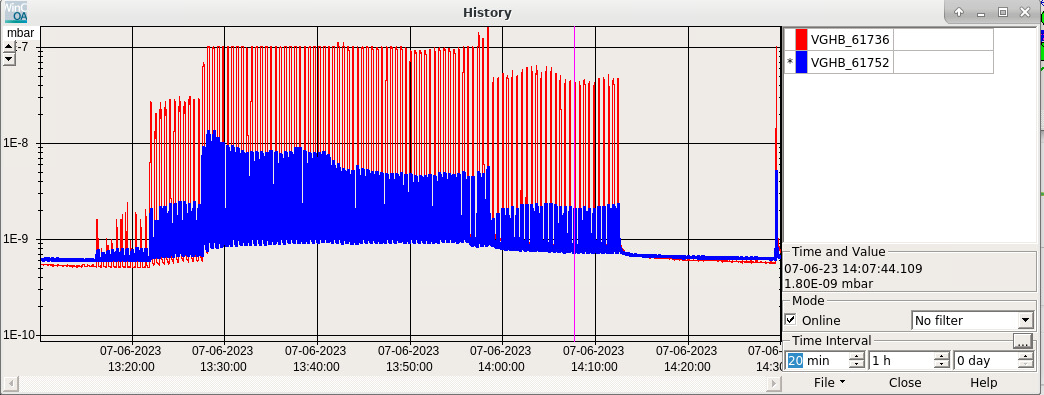 WinCC
OA
History
mbar
-7
1E-8
1E-9
1E-10
07-06-2023 07-06-2023 07-06-2023 07-06-2023 07-06-2023 07-06-2023 07-06-2023 07-06-
13:20:00 13:30:00 13:40:00 13:50:00 14:00:00 14:10:00 14:20:00 14:30
VGHB_61736
* VGHB_61752
Time and Value
07-06-23 14:07:44.109
1.80E-09 mbar
Mode
Online No filter
Time Interval ...
20 min 1 h 0 day
File Close Help